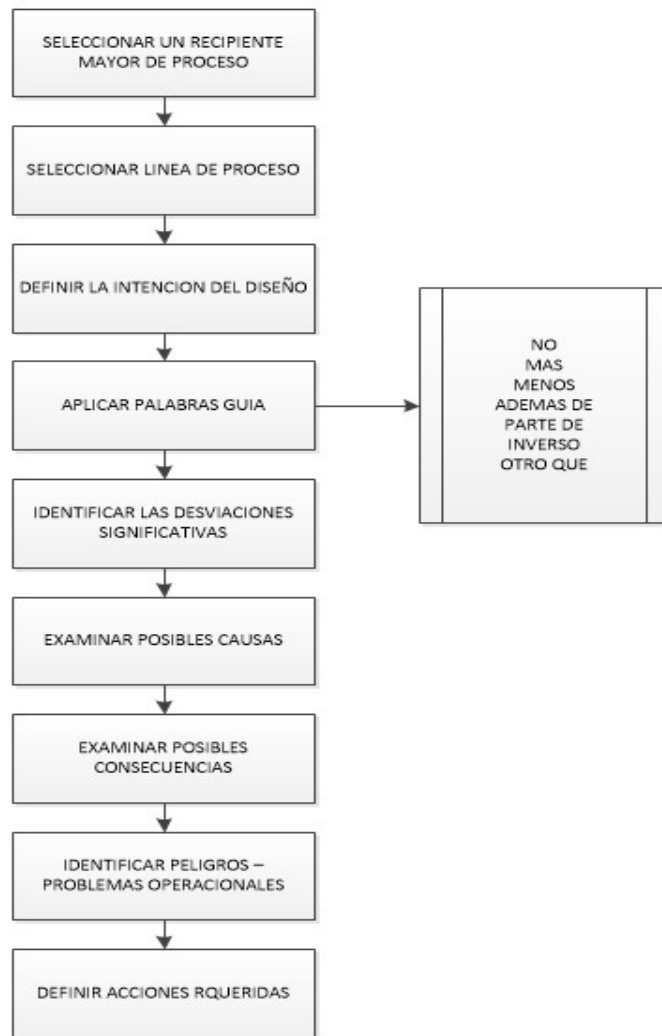 SELECCIONAR UN RECIPIENTE
MAYOR DE PROCESO
SELECCIONAR LINEA DE PROCESO
DEFINIR LA INTENCION DEL DISEÑO
APLICAR PALABRAS GUIA
NO
MAS
MENOS
ADEMAS DE
PARTE DE
INVERSO
OTRO QUE
IDENTIFICAR LAS DESVIACIONES
SIGNIFICATIVAS
EXAMINAR POSIBLES CAUSAS
EXAMINAR POSIBLES
CONSECUENCIAS
IDENTIFICAR PELIGROS –
PROBLEMAS OPERACIONALES
DEFINIR ACCIONES RQUERIDAS